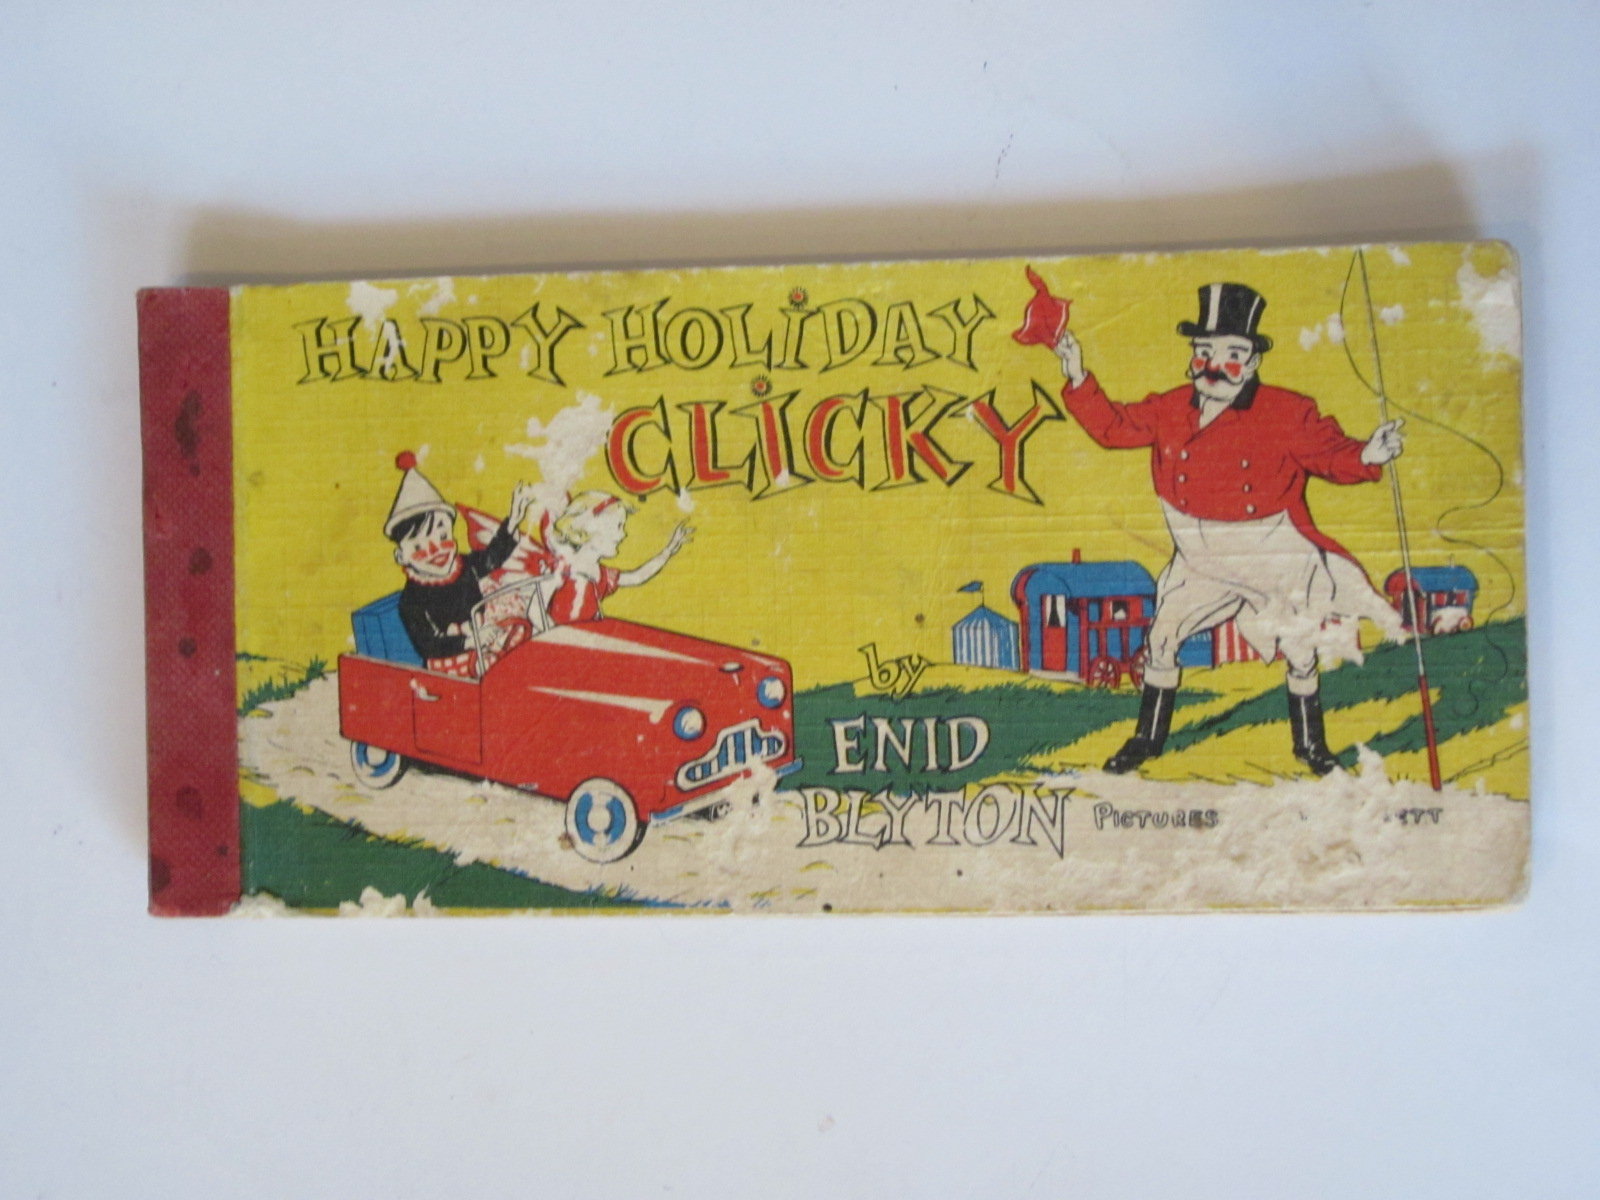 HAPPY HOLIDAY
CLICKY
by
ENID
BLYTON
PICTURES